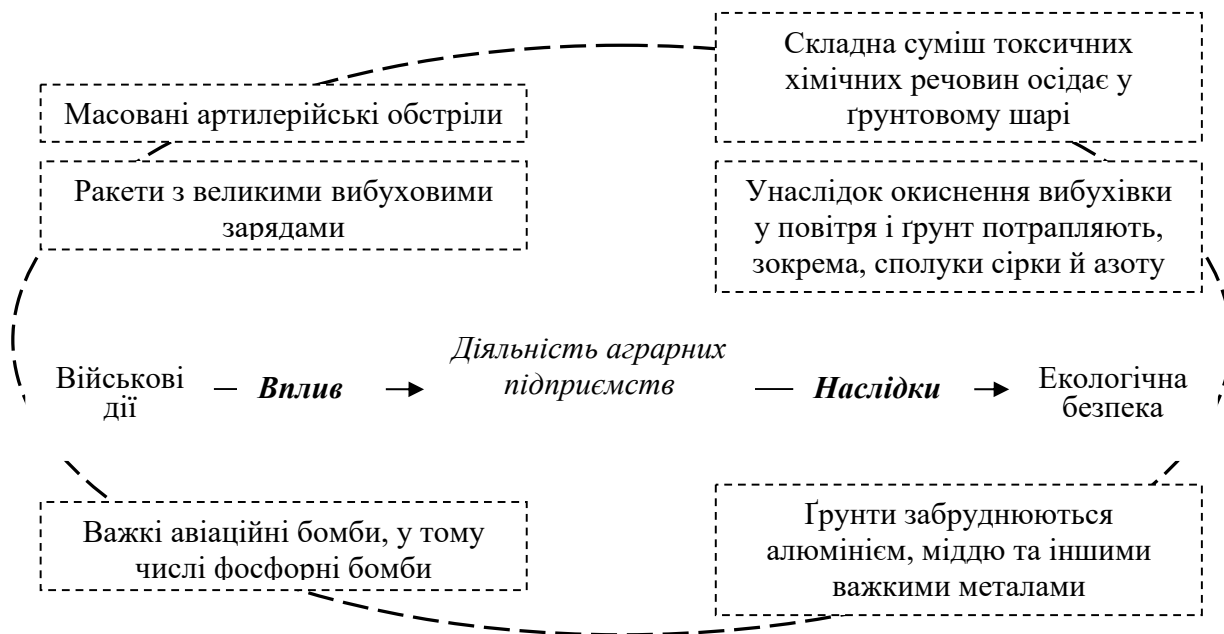 Масовані артилерійські обстріли
Ракети з великими вибуховими
зарядами
Складна суміш токсичних
хімічних речовин осідає у
ґрунтовому шарі
Унаслідок окиснення вибухівки
у повітря і ґрунт потрапляють,
зокрема, сполуки сірки й азоту
Військові
дії
Вплив
Діяльність аграрних
підприємств
Наслідки
Екологічна
безпека
Важкі авіаційні бомби, у тому
числі фосфорні бомби
Ґрунти забруднюються
алюмінієм, міддю та іншими
важкими металами